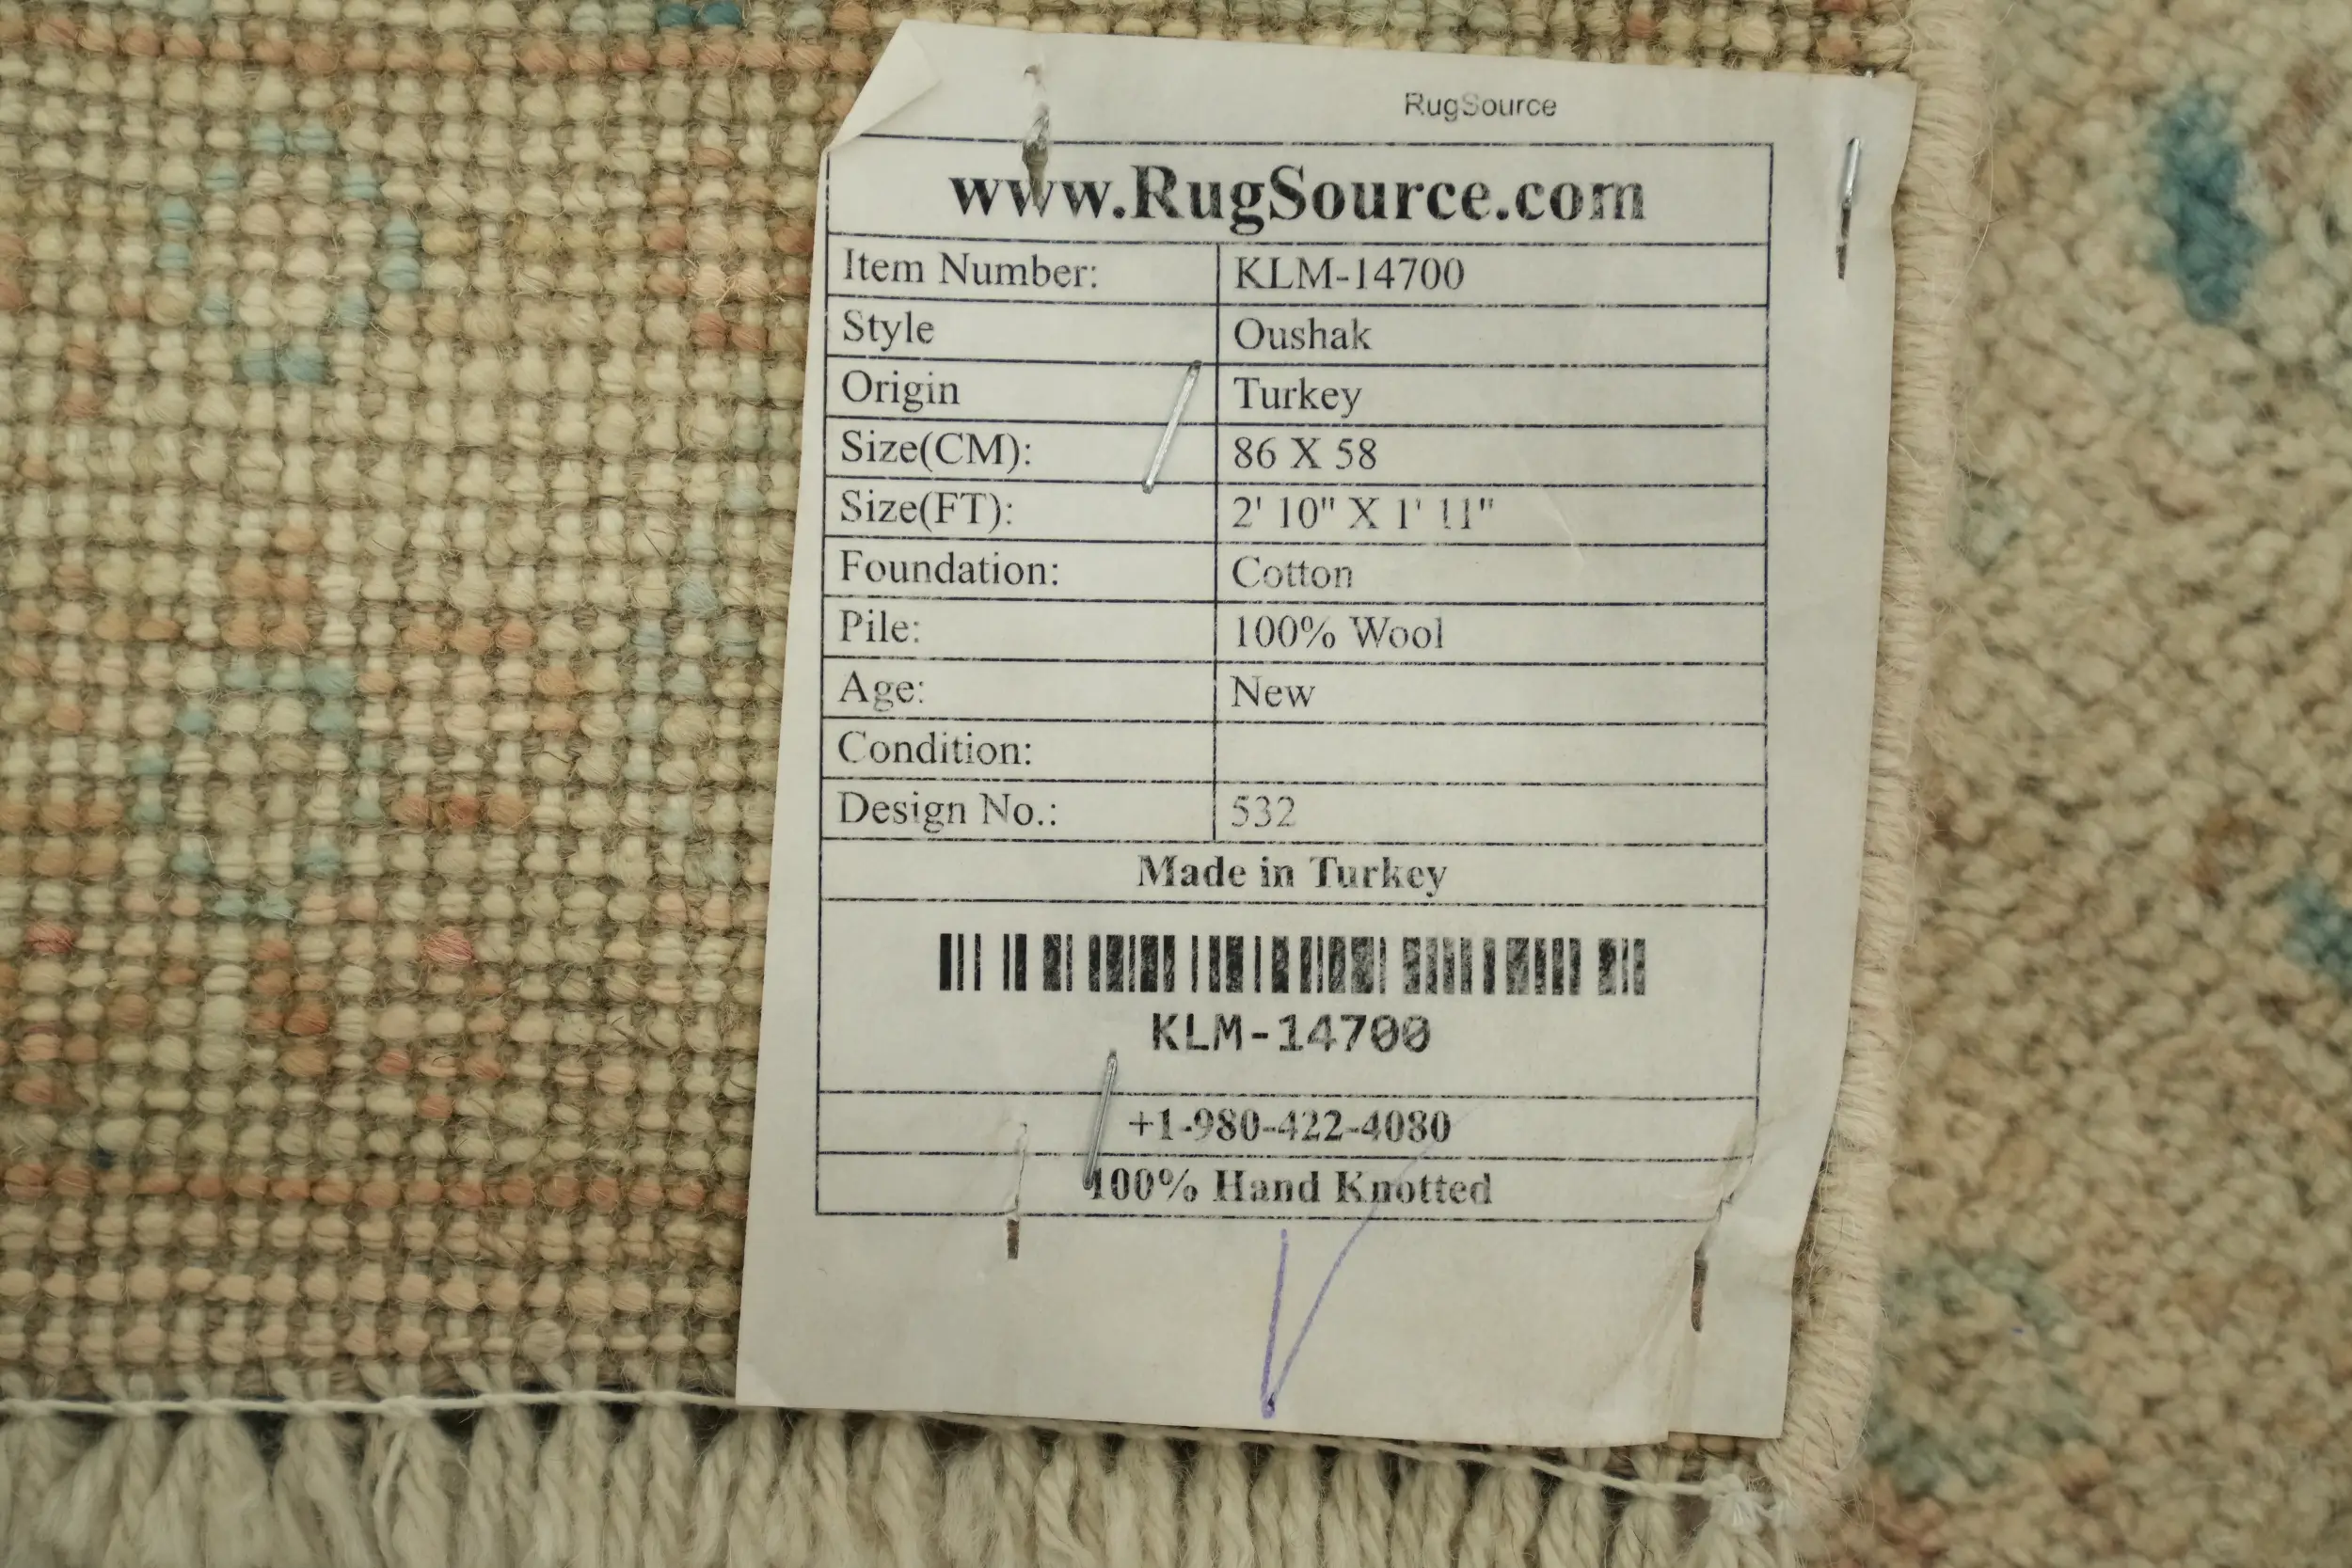 RugSource
www.RugSource.com
Item Number: KLM-14700
Style Oushak
Origin Turkey
Size(CM): 86 X 58
Size(FT): 2' 10" X 1' 11"
Foundation: Cotton
Pile: 100% Wool
Age: New
Condition:
Design No.: 532
Made in Turkey
KLM-14700
+1-980-422-4080
100% Hand Knotted